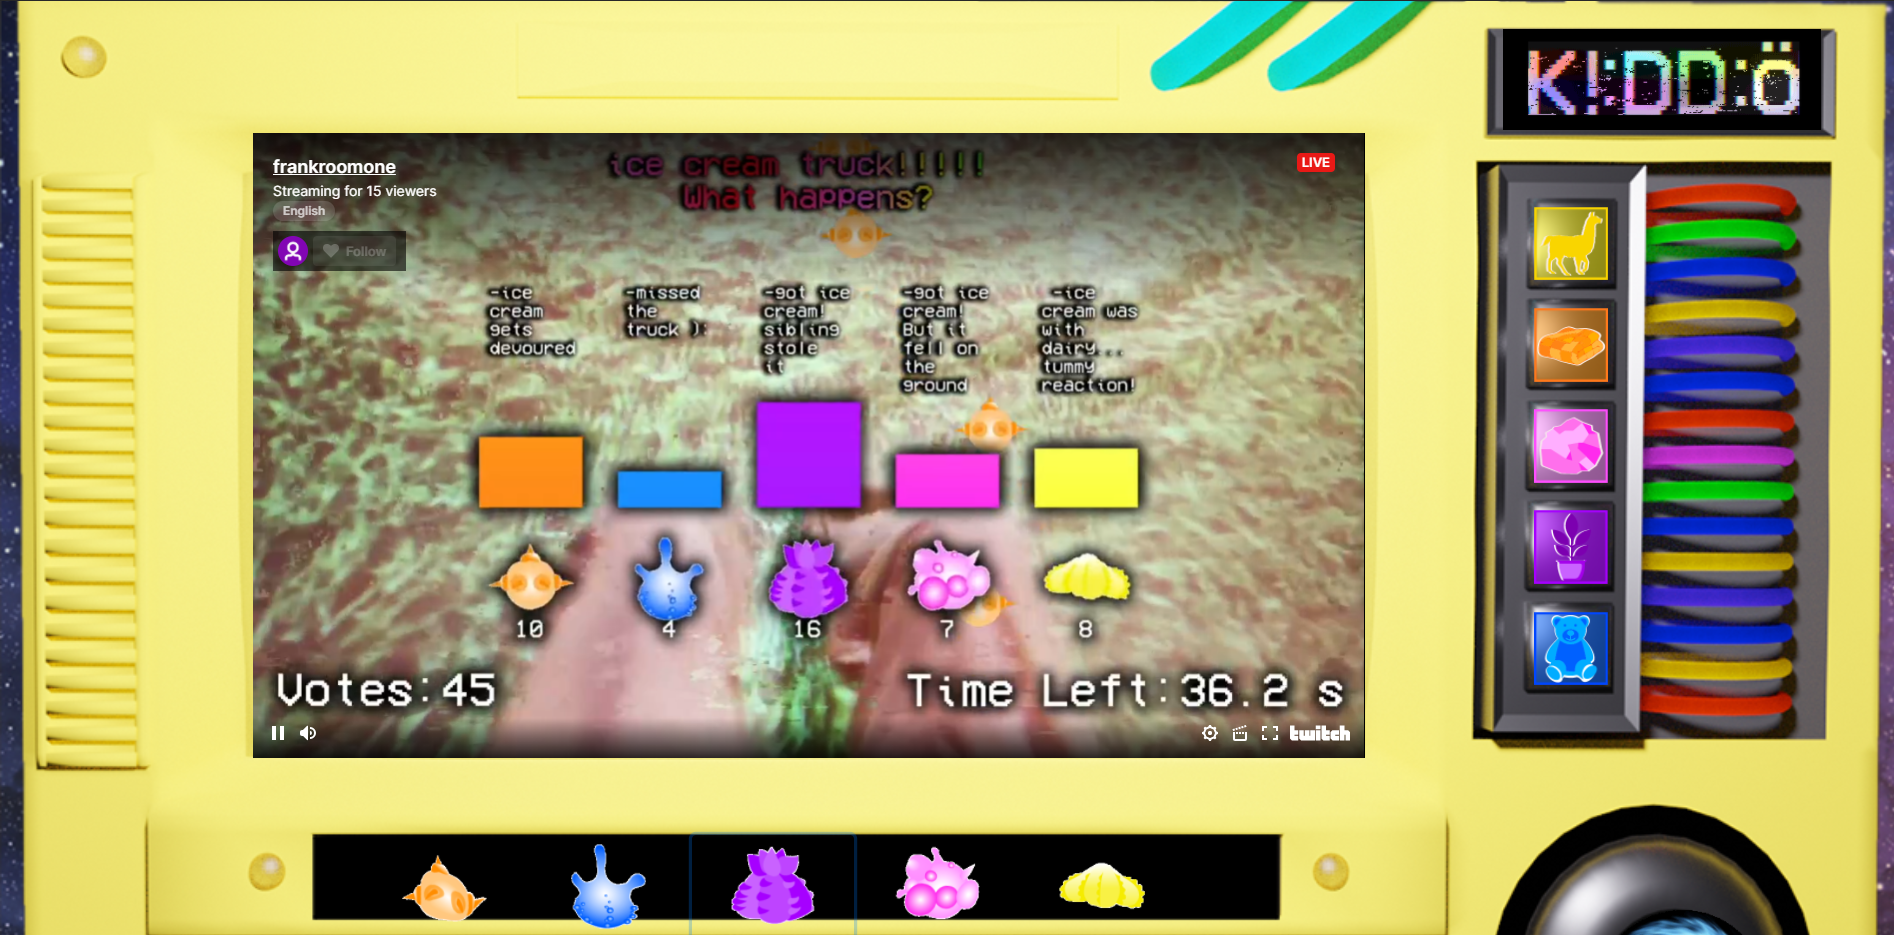 K!:DD:ö
frankroomone
Streaming for 15 viewers
English
Follow
LIVE
ice cream truck!!!!!
What happens?
-ice
cream
gets
devoured
-missed
the
truck ):
-got ice
cream!
sibling
stole
it
-got ice
cream!
But it
fell on
the
ground
-ice
cream was
with
dairy...
tummy
reaction!
10
4
16
7
8
Votes:45
Time Left:36.2 s
twitch